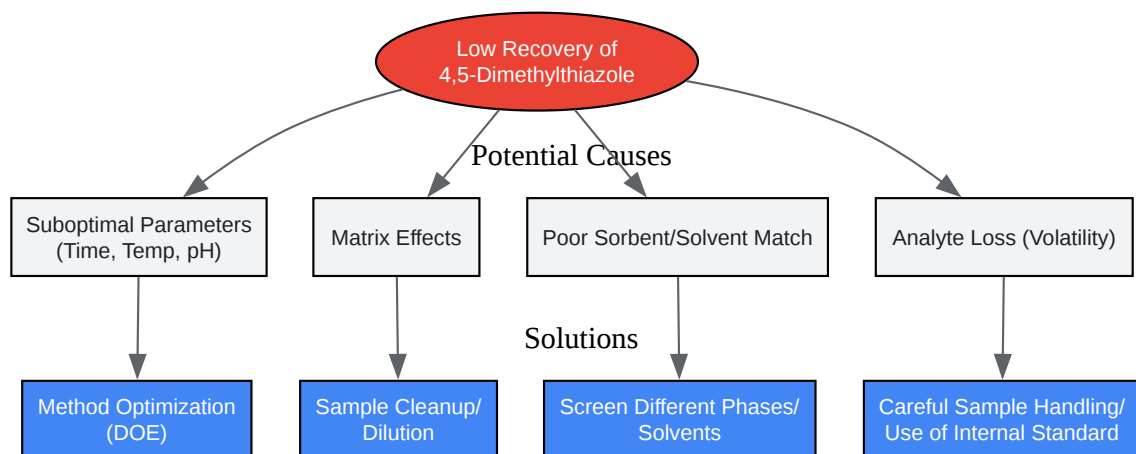 Low Recovery of
4,5-Dimethylthiazole
Potential Causes
Suboptimal Parameters
(Time, Temp, pH)
Matrix Effects
Poor Sorbent/Solvent Match
Analyte Loss (Volatility)
Solutions
Method Optimization
(DOE)
Sample Cleanup/
Dilution
Screen Different Phases/
Solvents
Careful Sample Handling/
Use of Internal Standard